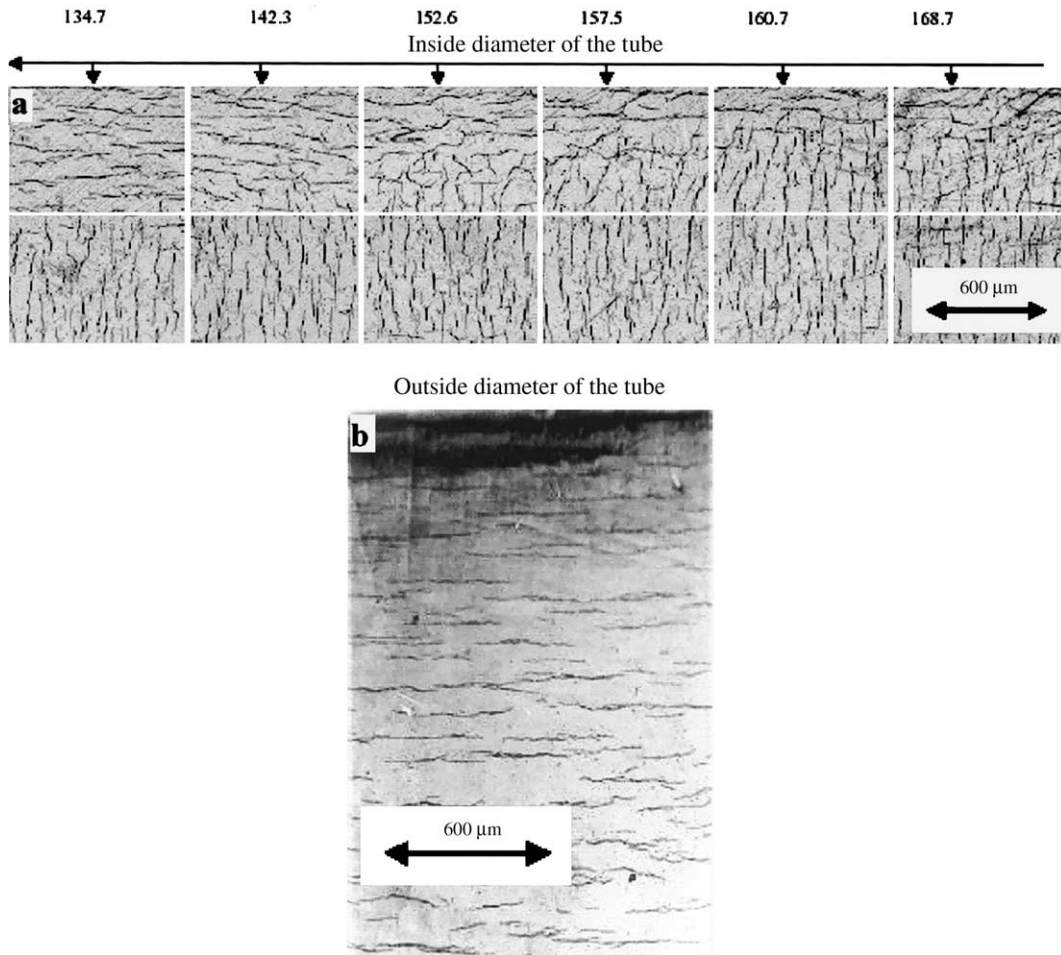 134.7 142.3 152.6 157.5 160.7 168.7
Inside diameter of the tube
a
600 µm
Outside diameter of the tube
b
600 µm